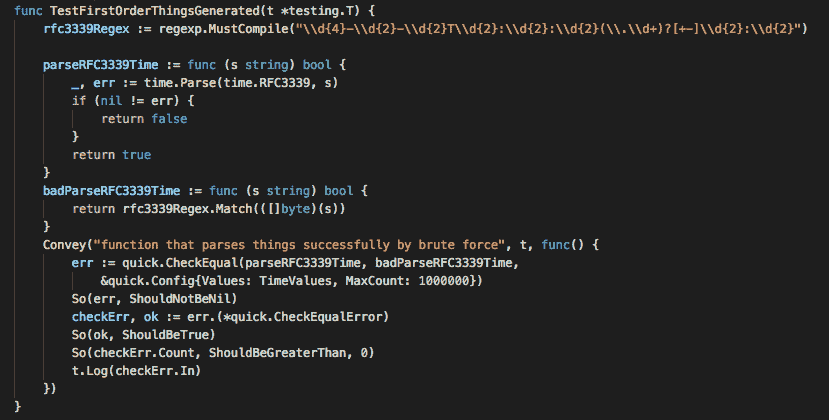 func TestFirstOrderThingsGenerated(t *testing.T) {
    rfc3339Regex := regexp.MustCompile("\\d{4}-\\d{2}-\\d{2}T\\d{2}:\\d{2}:\\d{2}(\\.\\d+)?[+-]\\d{2}:\\d{2}")

    parseRFC3339Time := func (s string) bool {
        _, err := time.Parse(time.RFC3339, s)
        if (nil != err) {
            return false
        }
        return true
    }
    badParseRFC3339Time := func (s string) bool {
        return rfc3339Regex.Match(([]byte)(s))
    }
    Convey("function that parses things successfully by brute force", t, func() {
        err := quick.CheckEqual(parseRFC3339Time, badParseRFC3339Time,
            &quick.Config{Values: TimeValues, MaxCount: 1000000})
        So(err, ShouldNotBeNil)
        checkErr, ok := err.(*quick.CheckEqualError)
        So(ok, ShouldBeTrue)
        So(checkErr.Count, ShouldBeGreaterThan, 0)
        t.Log(checkErr.In)
    })
}